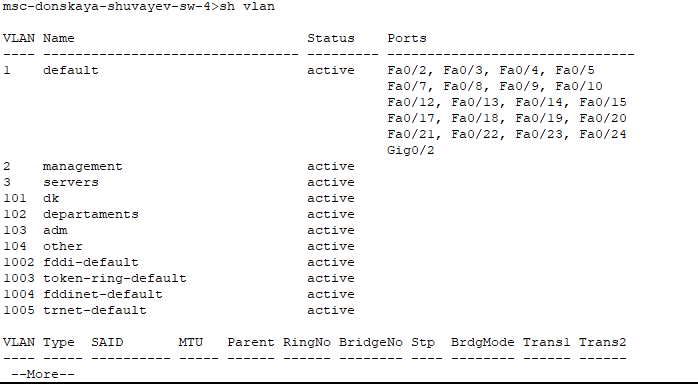 msc-donskaya-shuvayev-sw-4>sh vlan
VLAN Name                             Status    Ports
---- -------------------------------- --------- -------------------------------
1    default                          active    Fa0/2, Fa0/3, Fa0/4, Fa0/5
                                                Fa0/7, Fa0/8, Fa0/9, Fa0/10
                                                Fa0/12, Fa0/13, Fa0/14, Fa0/15
                                                Fa0/17, Fa0/18, Fa0/19, Fa0/20
                                                Fa0/21, Fa0/22, Fa0/23, Fa0/24
                                                Gig0/2
2    management                       active
3    servers                          active
101  dk                               active
102  departaments                     active
103  adm                              active
104  other                            active
1002 fddi-default                     active
1003 token-ring-default               active
1004 fddinet-default                  active
1005 trnet-default                    active
VLAN Type  SAID       MTU   Parent RingNo BridgeNo Stp  BrdgMode Trans1 Trans2
---- ----- ---------- ----- ------ ------ -------- ---- -------- ------ ------
 --More--